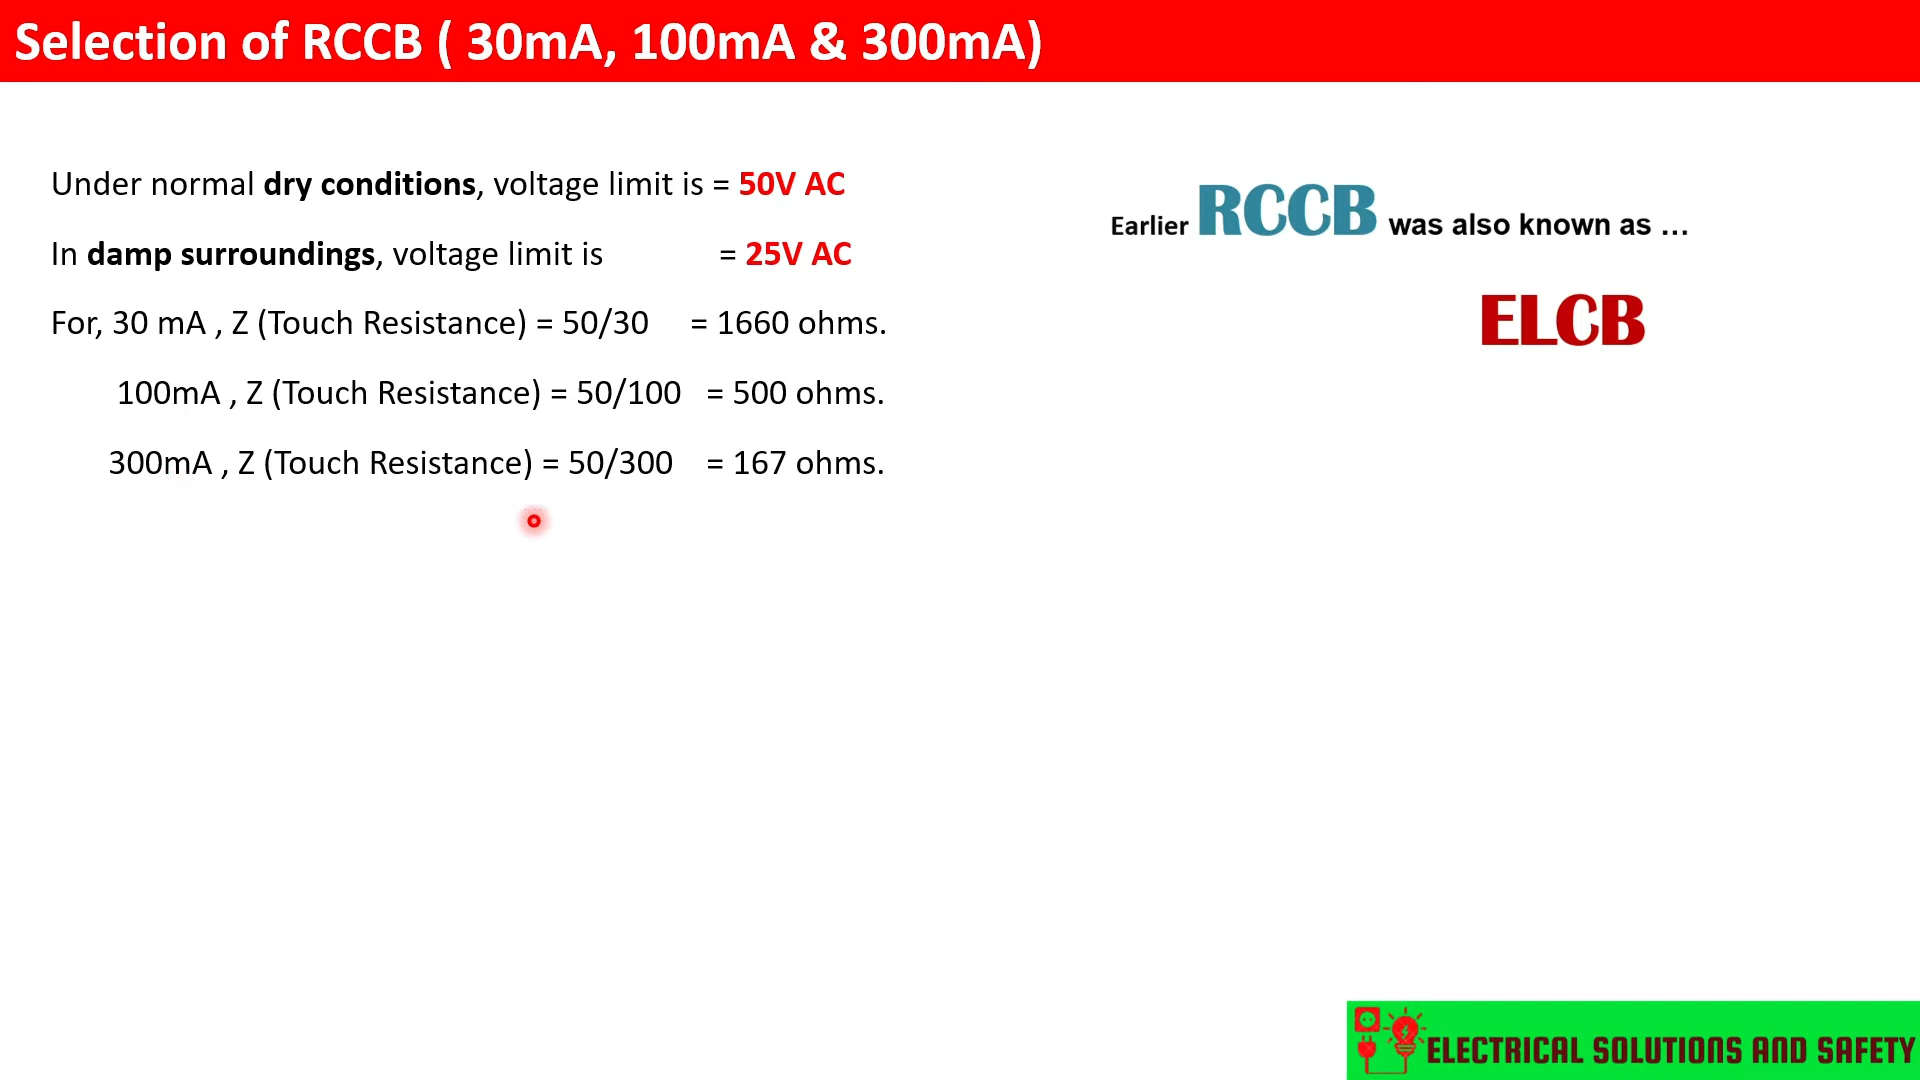 Selection of RCCB ( 30mA, 100mA & 300mA)
Under normal dry conditions, voltage limit is = 50V AC
In damp surroundings, voltage limit is = 25V AC
For, 30 mA , Z (Touch Resistance) = 50/30 = 1660 ohms.
100mA , Z (Touch Resistance) = 50/100 = 500 ohms.
300mA , Z (Touch Resistance) = 50/300 = 167 ohms.
Earlier RCCB was also known as ...
ELCB
ELECTRICAL SOLUTIONS AND SAFETY